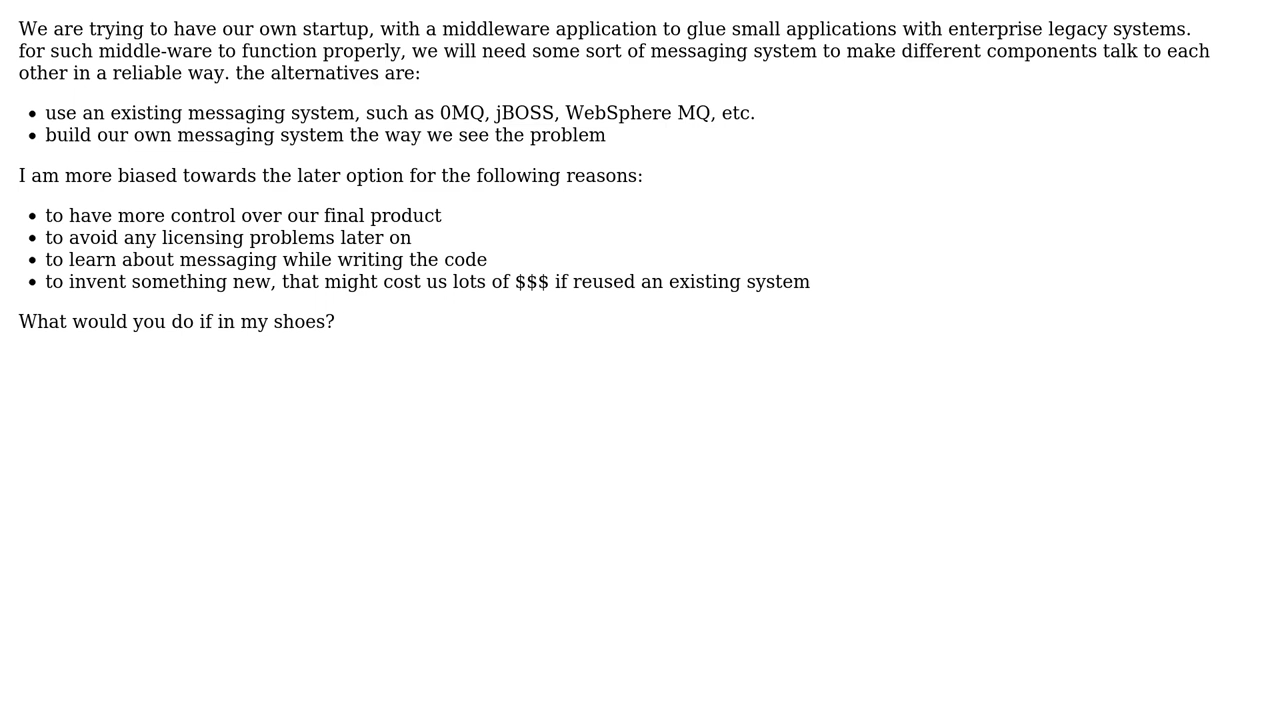 We are trying to have our own startup, with a middleware application to glue small applications with enterprise legacy systems.
for such middle-ware to function properly, we will need some sort of messaging system to make different components talk to each
other in a reliable way. the alternatives are:
• use an existing messaging system, such as 0MQ, jBOSS, WebSphere MQ, etc.
• build our own messaging system the way we see the problem
I am more biased towards the later option for the following reasons:
• to have more control over our final product
• to avoid any licensing problems later on
• to learn about messaging while writing the code
• to invent something new, that might cost us lots of $$$ if reused an existing system
What would you do if in my shoes?